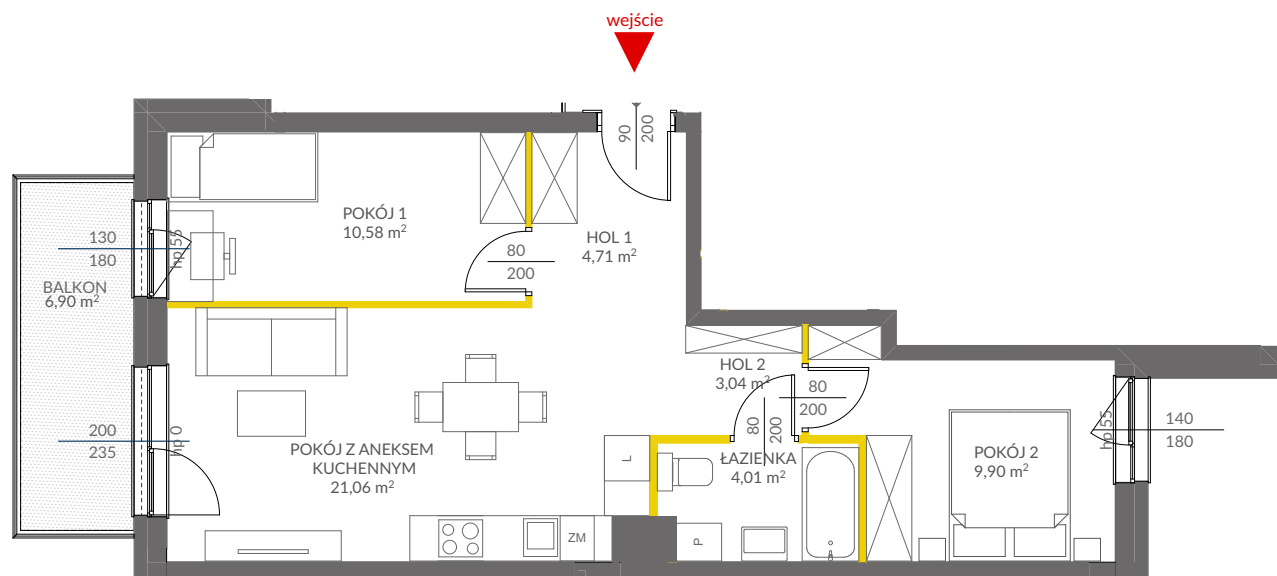 wejście
90
200
POKÓJ 1
10,58 m²
HOL 1
4,71 m²
80
200
130
180
hp 55
BALKON
6,90 m²
HOL 2
3,04 m²
80
200
80
200
200
235
hp 0
POKÓJ Z ANEKSEM
KUCHENNYM
21,06 m²
L
ŁAZIENKA
4,01 m²
POKÓJ 2
9,90 m²
hp 55
140
180
ZM
P